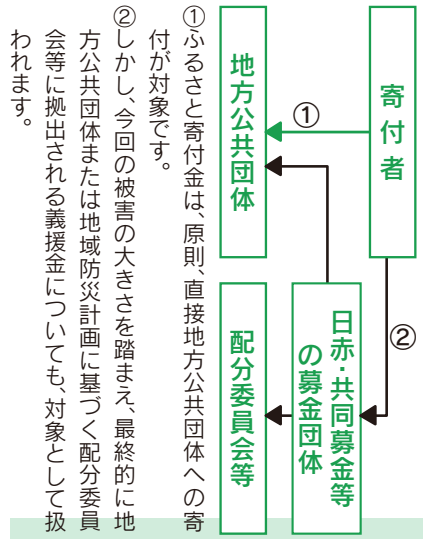 寄付者
①
②
地方公共団体
日赤・共同募金等
の募金団体
配分委員会等
①ふるさと寄付金は、原則、直接地方公共団体への寄
付が対象です。
②しかし、今回の被害の大きさを踏まえ、最終的に地
方公共団体または地域防災計画に基づく配分委員
会等に拠出される義援金についても、対象として扱
われます。